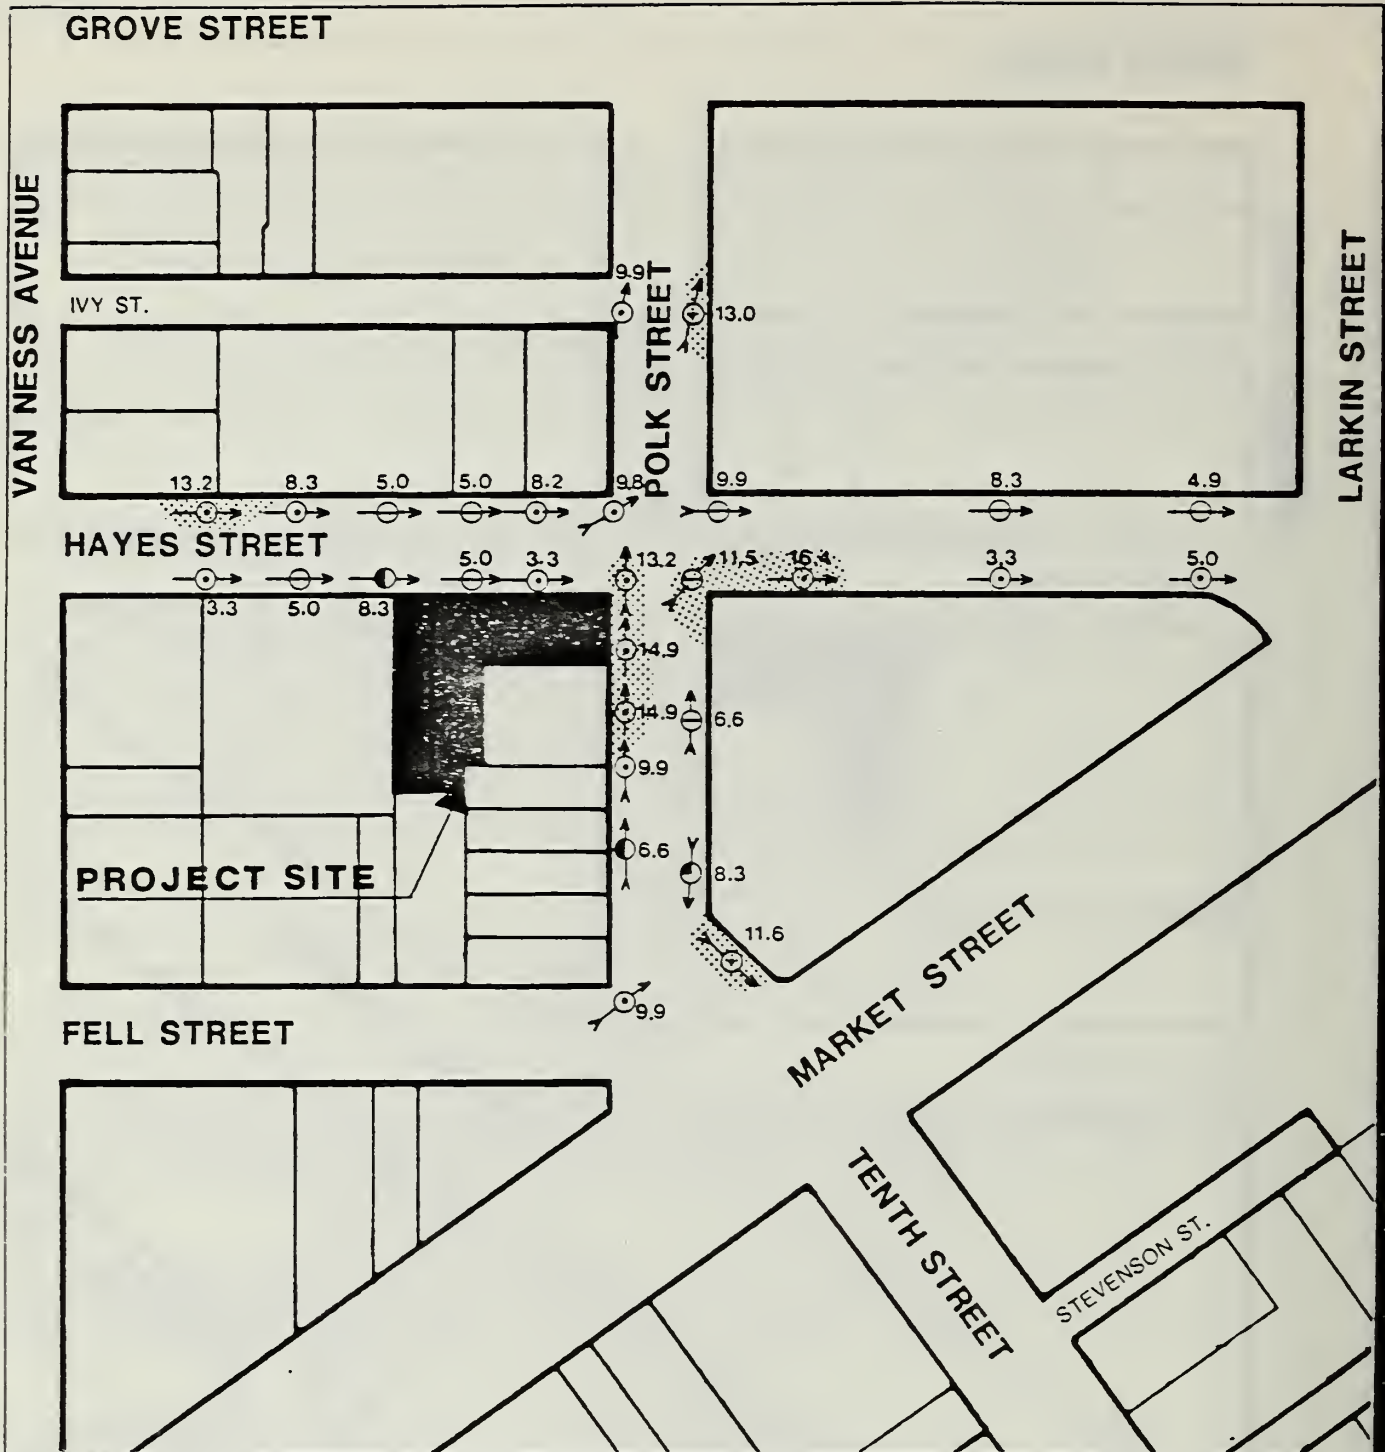 GROVE STREET
VAN NESS AVENUE
IVY ST.
9.9
POLK STREET
13.0
LARKIN STREET
13.2 8.3 5.0 5.0 8.2 9.8 9.9 8.3 4.9
HAYES STREET
5.0 3.3 13.2 11.5 16.4 3.3 5.0
3.3 5.0 8.3
14.9
14.9 6.6
9.9
6.6
8.3
PROJECT SITE
11.6
9.9
FELL STREET
MARKET STREET
TENTH STREET
STEVENSON ST.